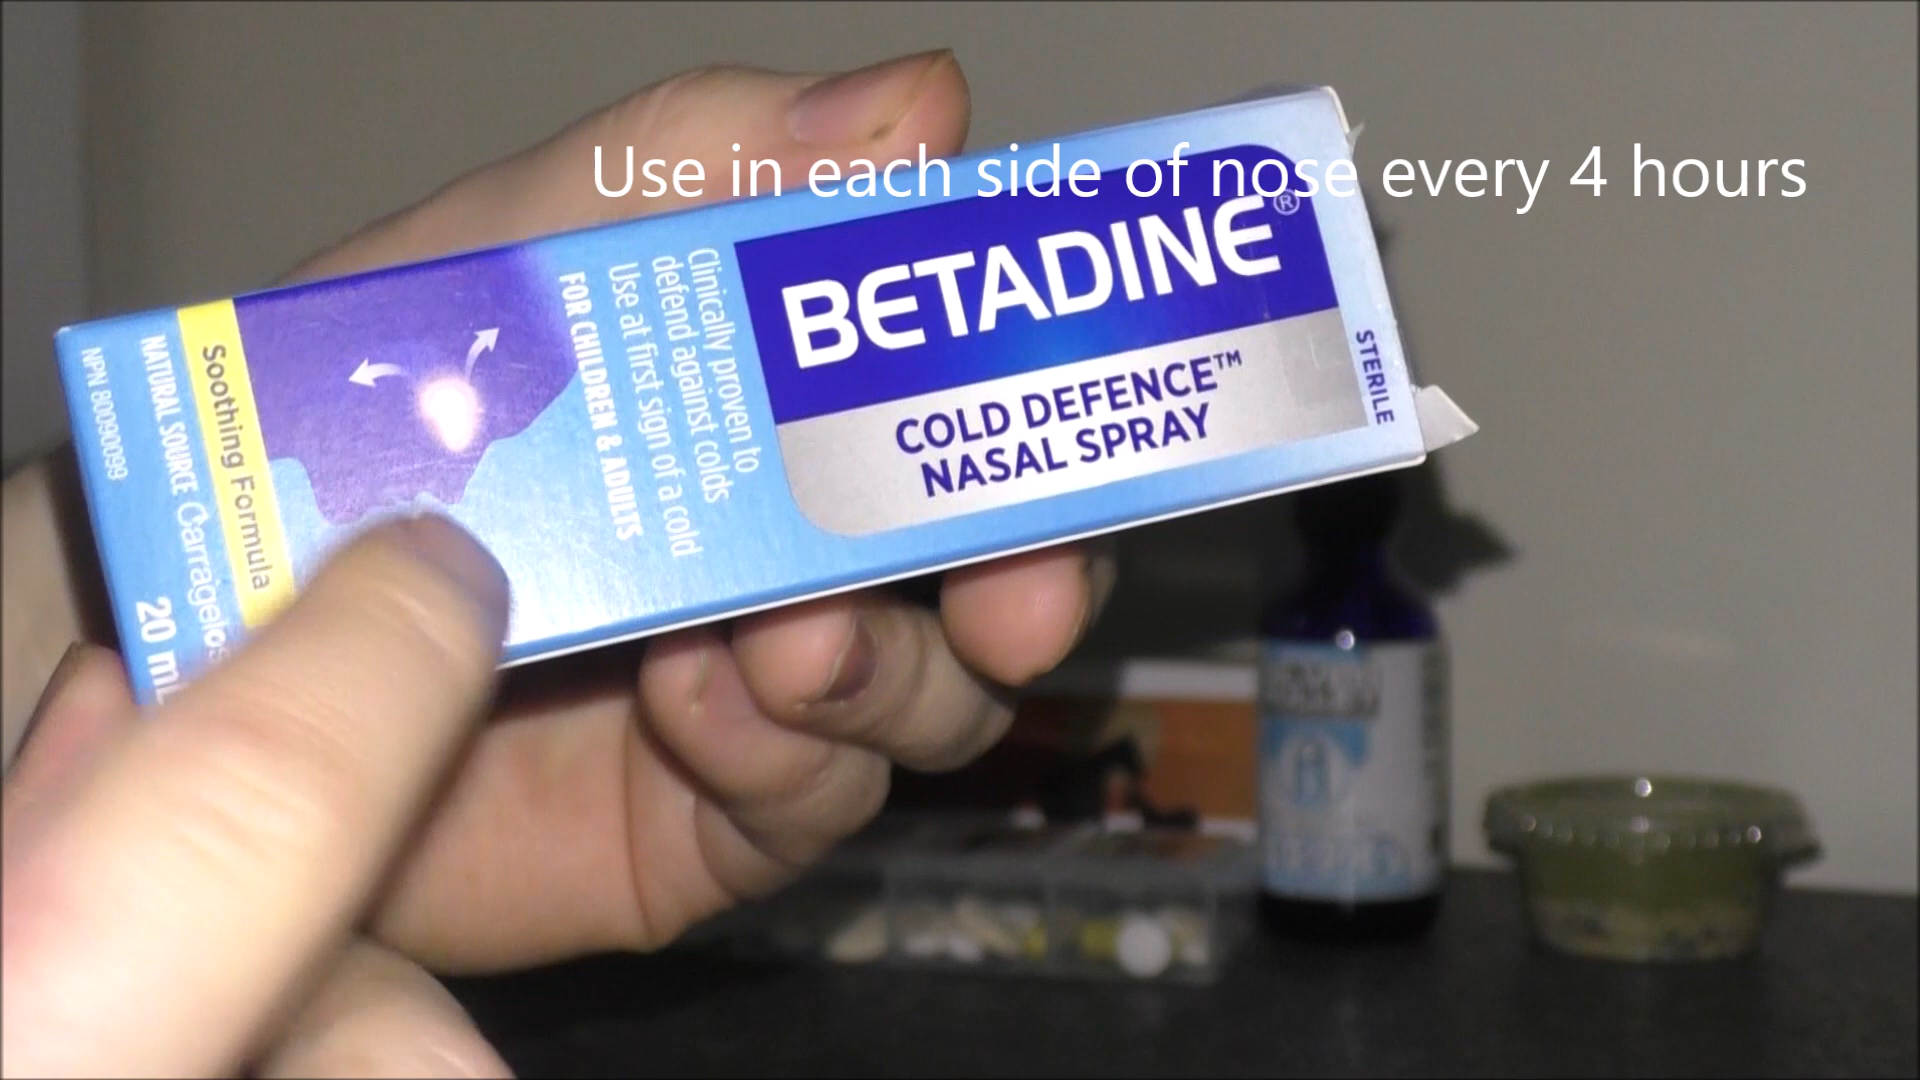 Use in each side of nose every 4 hours
BETADINE®
COLD DEFENCE™
NASAL SPRAY
STERILE
Clinically proven to
defend against colds
Use at first sign of a cold
FOR CHILDREN & ADULTS
Soothing Formula
NATURAL SOURCE Carragelos
NPN 80090099
20 mL